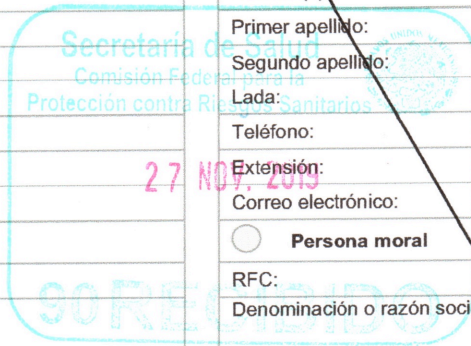 Primer apellido:
Segundo apellido:
Lada:
Teléfono:
Extensión:
Correo electrónico:
Persona moral
RFC:
Denominación o razón soci
Secretaría de Salud
Comisión Federal para la
Protección contra Riesgos Sanitarios
27 NOV. 2019
RECIBIDO